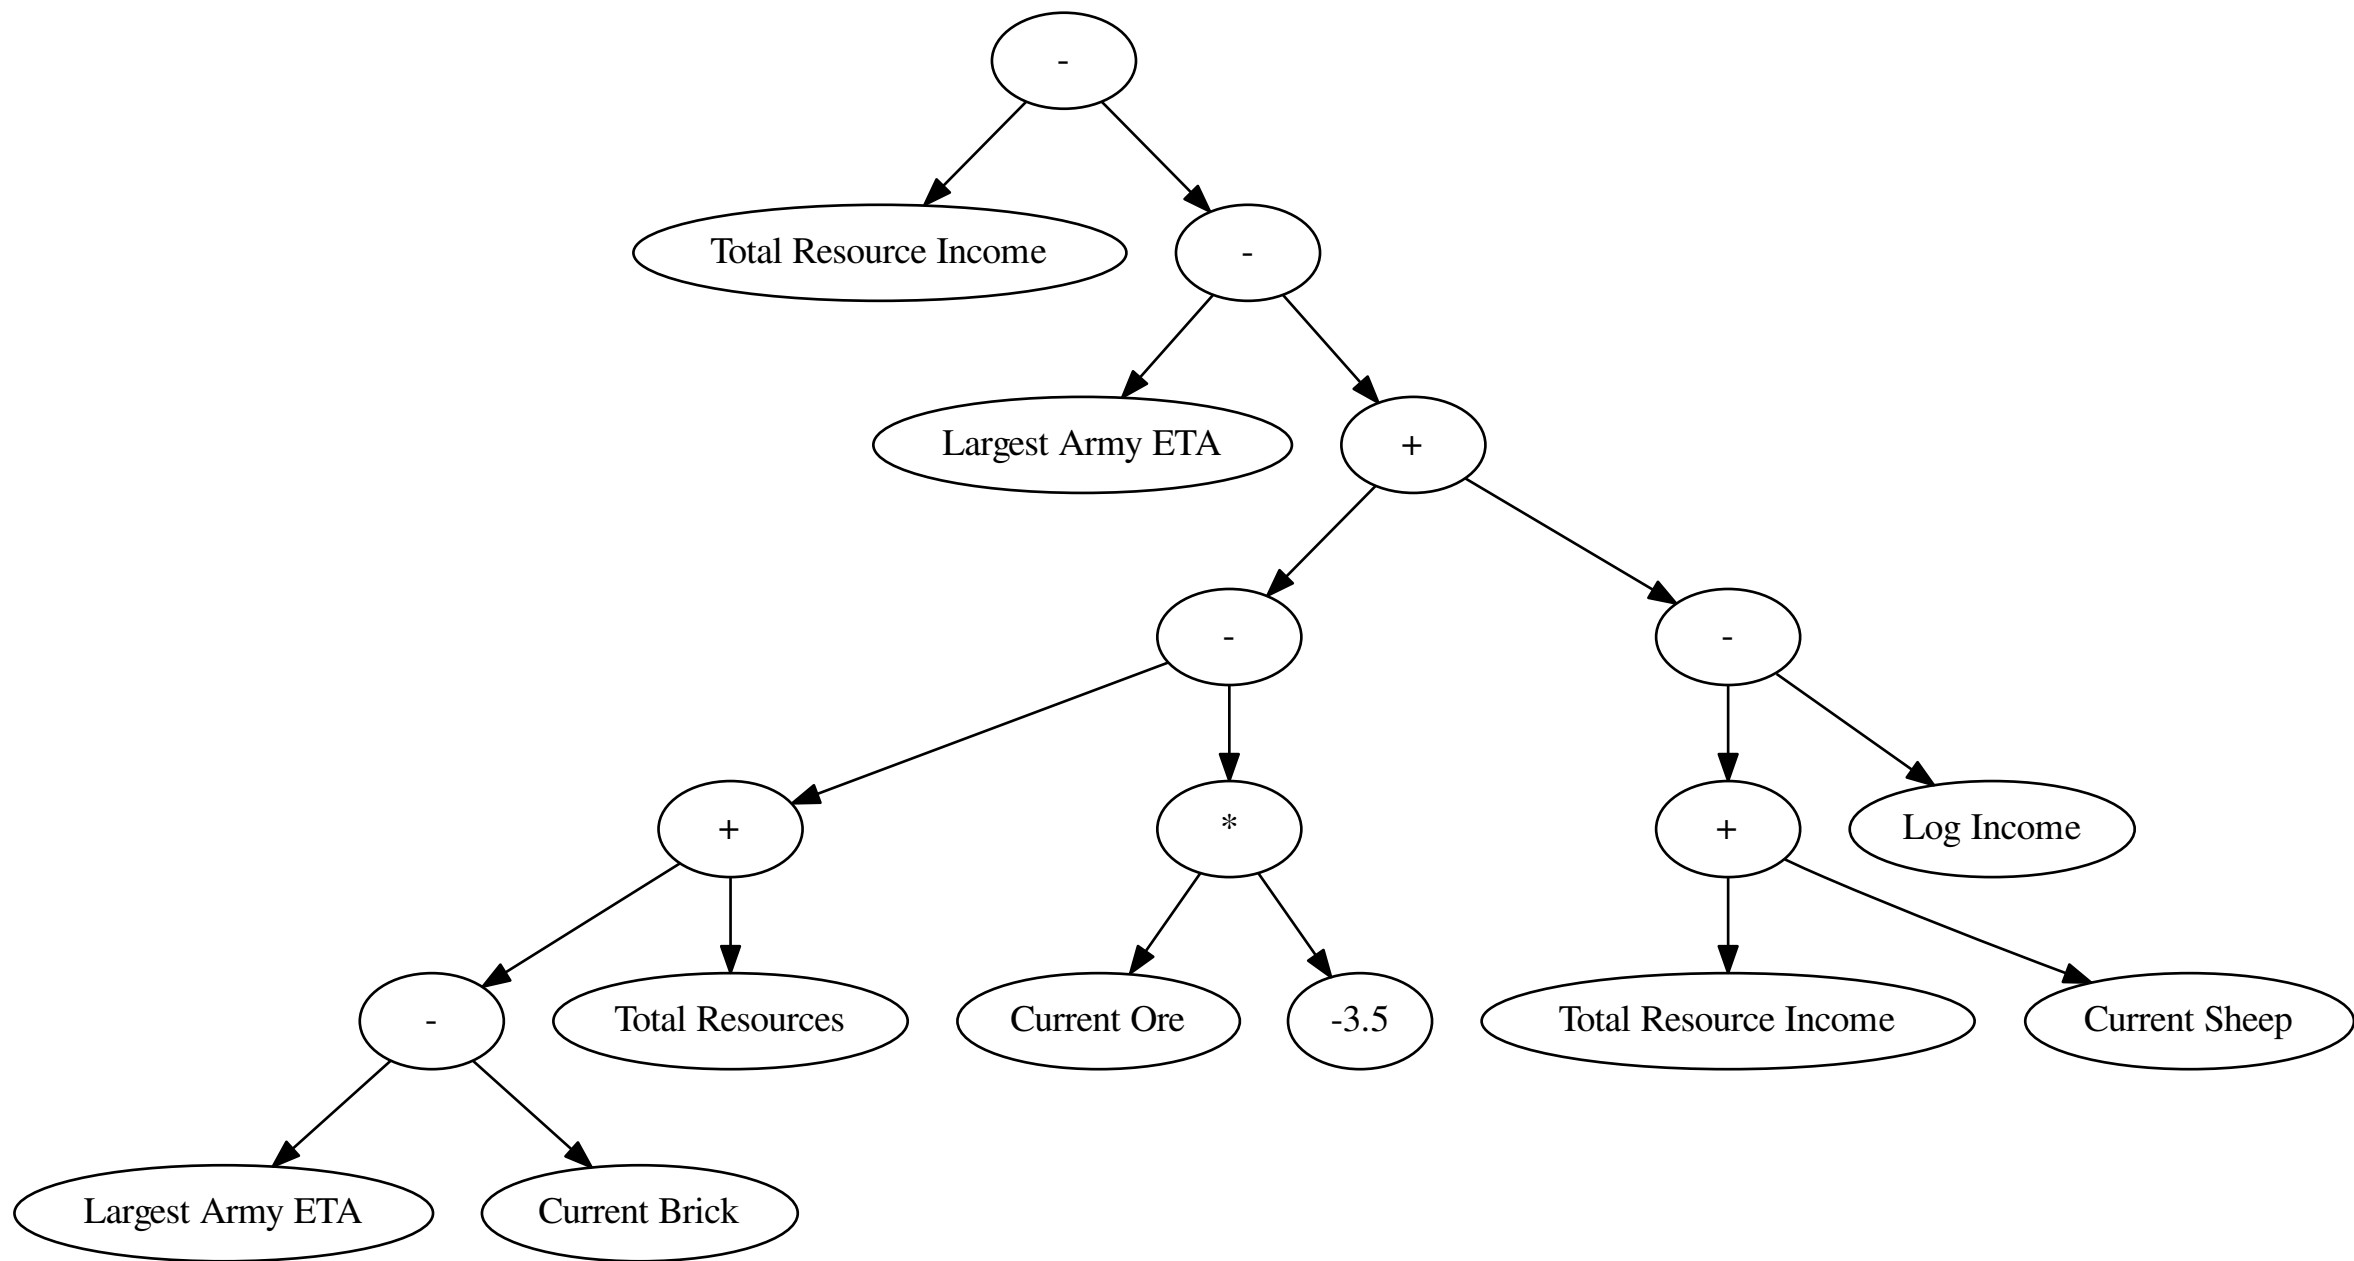 -
Total Resource Income
-
Largest Army ETA
+
-
-
+
*
+
Log Income
-
Total Resources
Current Ore
-3.5
Total Resource Income
Current Sheep
Largest Army ETA
Current Brick